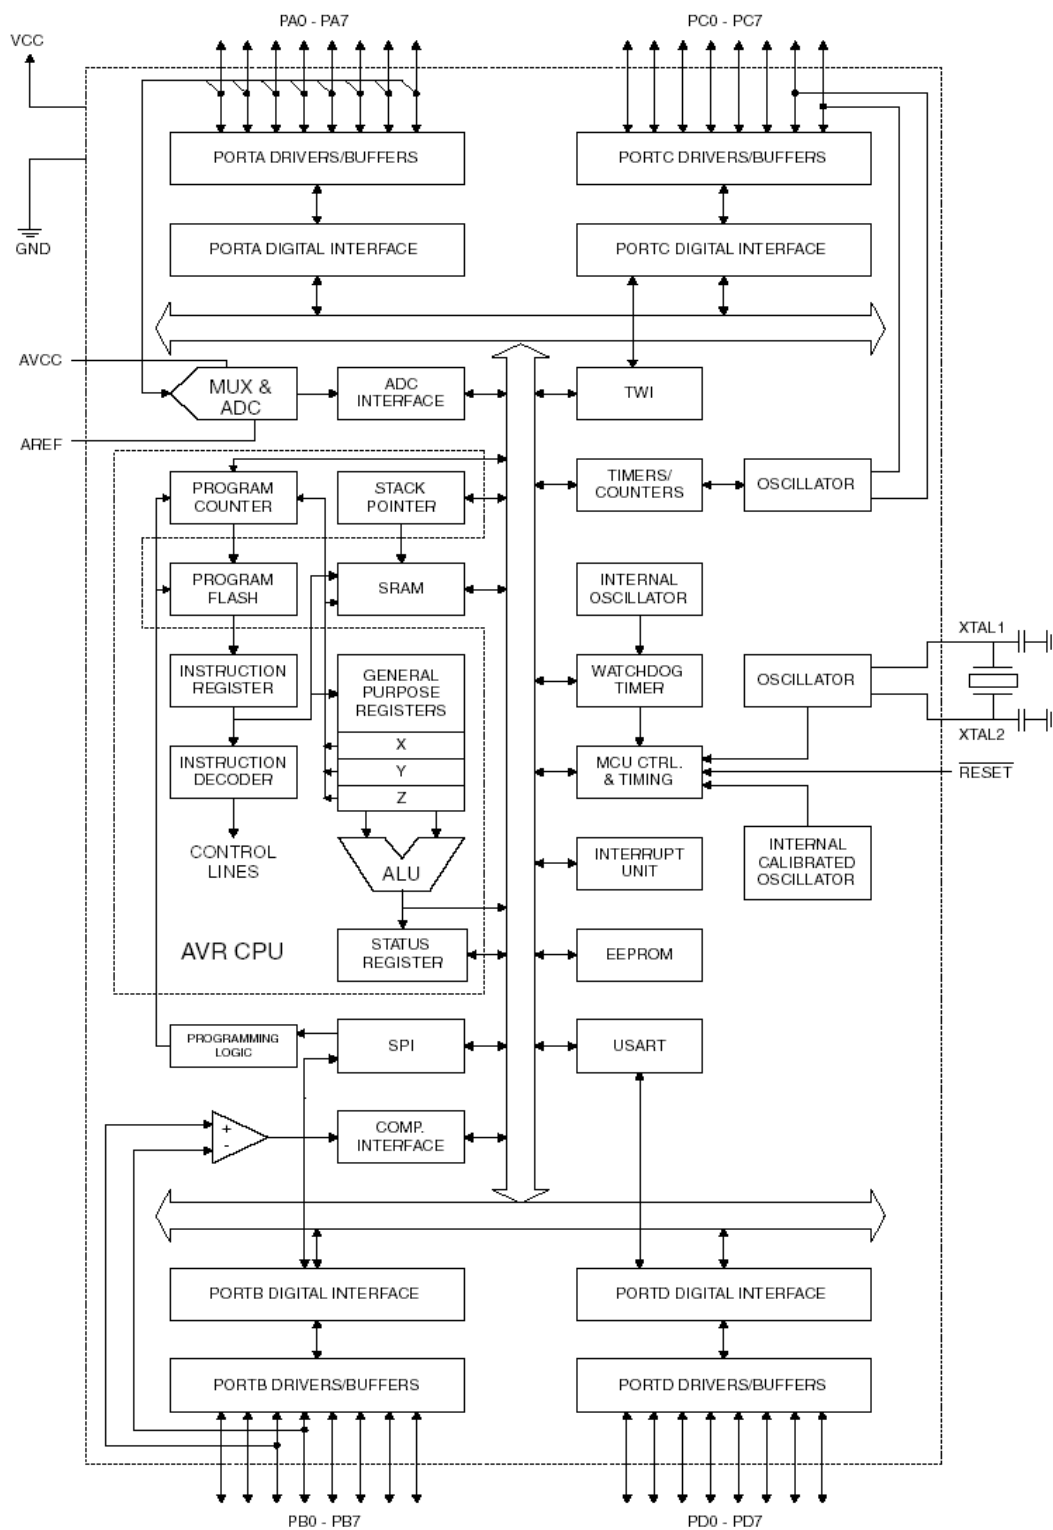 PA0 - PA7
PC0 - PC7
VCC
PORTA DRIVERS/BUFFERS
PORTC DRIVERS/BUFFERS
GND
PORTA DIGITAL INTERFACE
PORTC DIGITAL INTERFACE
AVCC
MUX &
ADC
ADC
INTERFACE
TWI
AREF
PROGRAM
COUNTER
STACK
POINTER
TIMERS/
COUNTERS
OSCILLATOR
PROGRAM
FLASH
SRAM
INTERNAL
OSCILLATOR
XTAL1
INSTRUCTION
REGISTER
GENERAL
PURPOSE
REGISTERS
WATCHDOG
TIMER
OSCILLATOR
XTAL2
X
INSTRUCTION
DECODER
Y
MCU CTRL.
& TIMING
RESET
Z
CONTROL
LINES
ALU
INTERRUPT
UNIT
INTERNAL
CALIBRATED
OSCILLATOR
AVR CPU
STATUS
REGISTER
EEPROM
PROGRAMMING
LOGIC
SPI
USART
+
-
COMP.
INTERFACE
PORTB DIGITAL INTERFACE
PORTD DIGITAL INTERFACE
PORTB DRIVERS/BUFFERS
PORTD DRIVERS/BUFFERS
PB0 - PB7
PD0 - PD7